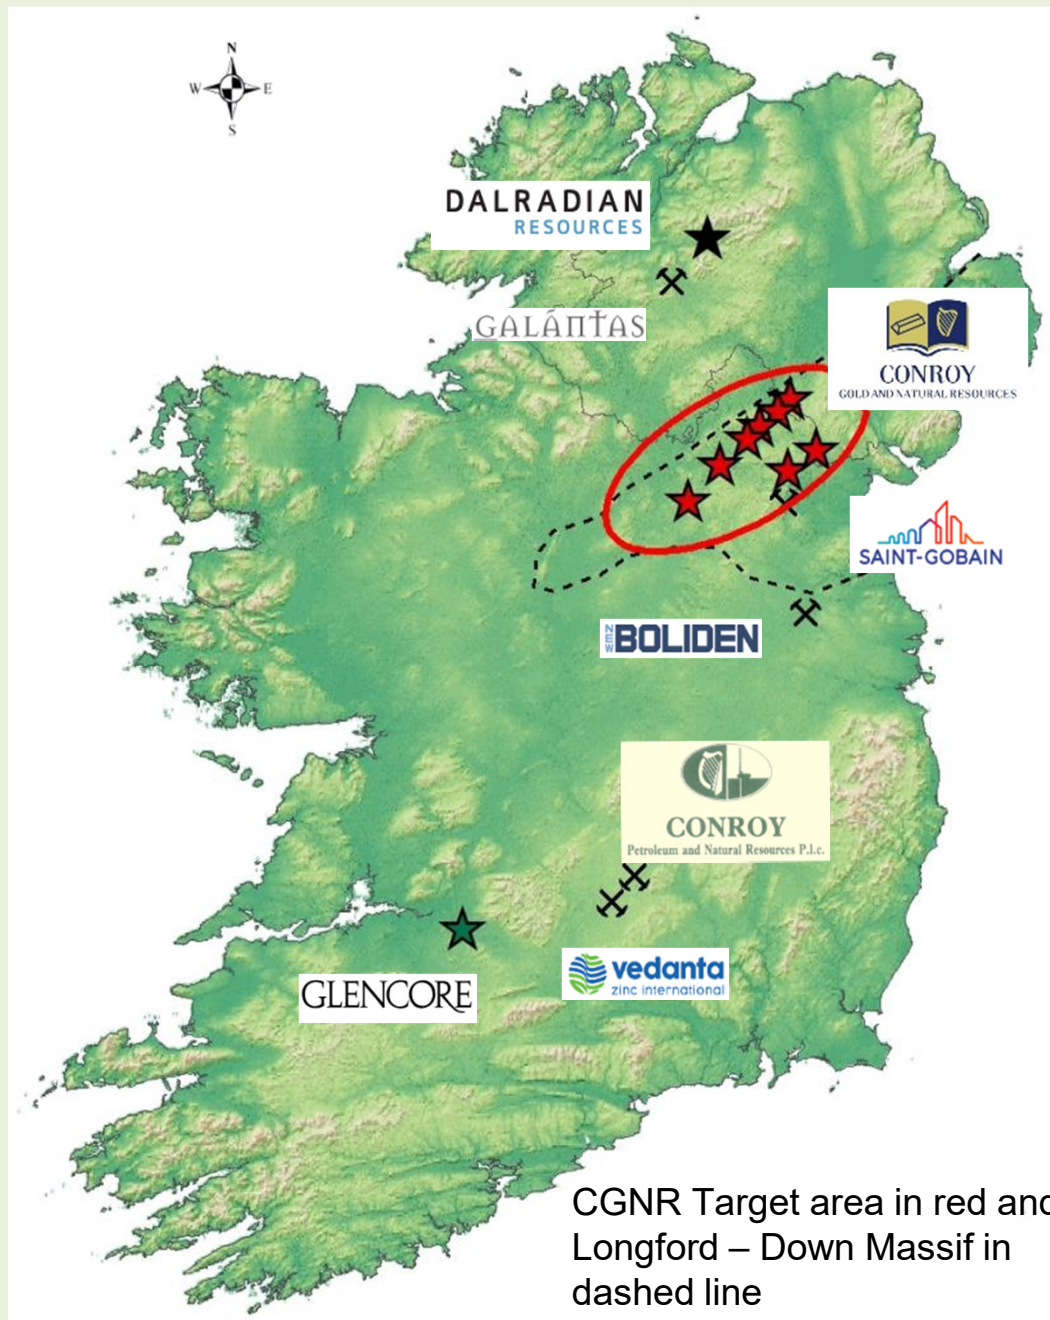 N
W E
S
DALRADIAN
RESOURCES
GALÁNTAS
CONROY
GOLD AND NATURAL RESOURCES
SAINT-GOBAIN
NEW BOLIDEN
CONROY
Petroleum and Natural Resources P.l.c.
vedanta
zinc international
GLENCORE
CGNR Target area in red and
Longford – Down Massif in
dashed line